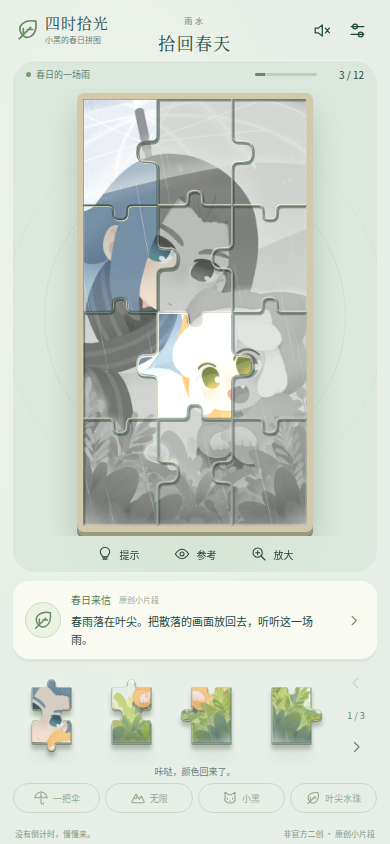 四时拾光
小黑的春日拼图
雨水
拾回春天
春日的一场雨
3 / 12
提示
参考
放大
春日来信 原创小片段
春雨落在叶尖。把散落的画面放回去，听听这一场
雨。
1 / 3
咔哒，颜色回来了。
一把伞
无限
小黑
叶尖水珠
没有倒计时，慢慢来。
非官方二创 · 原创小片段